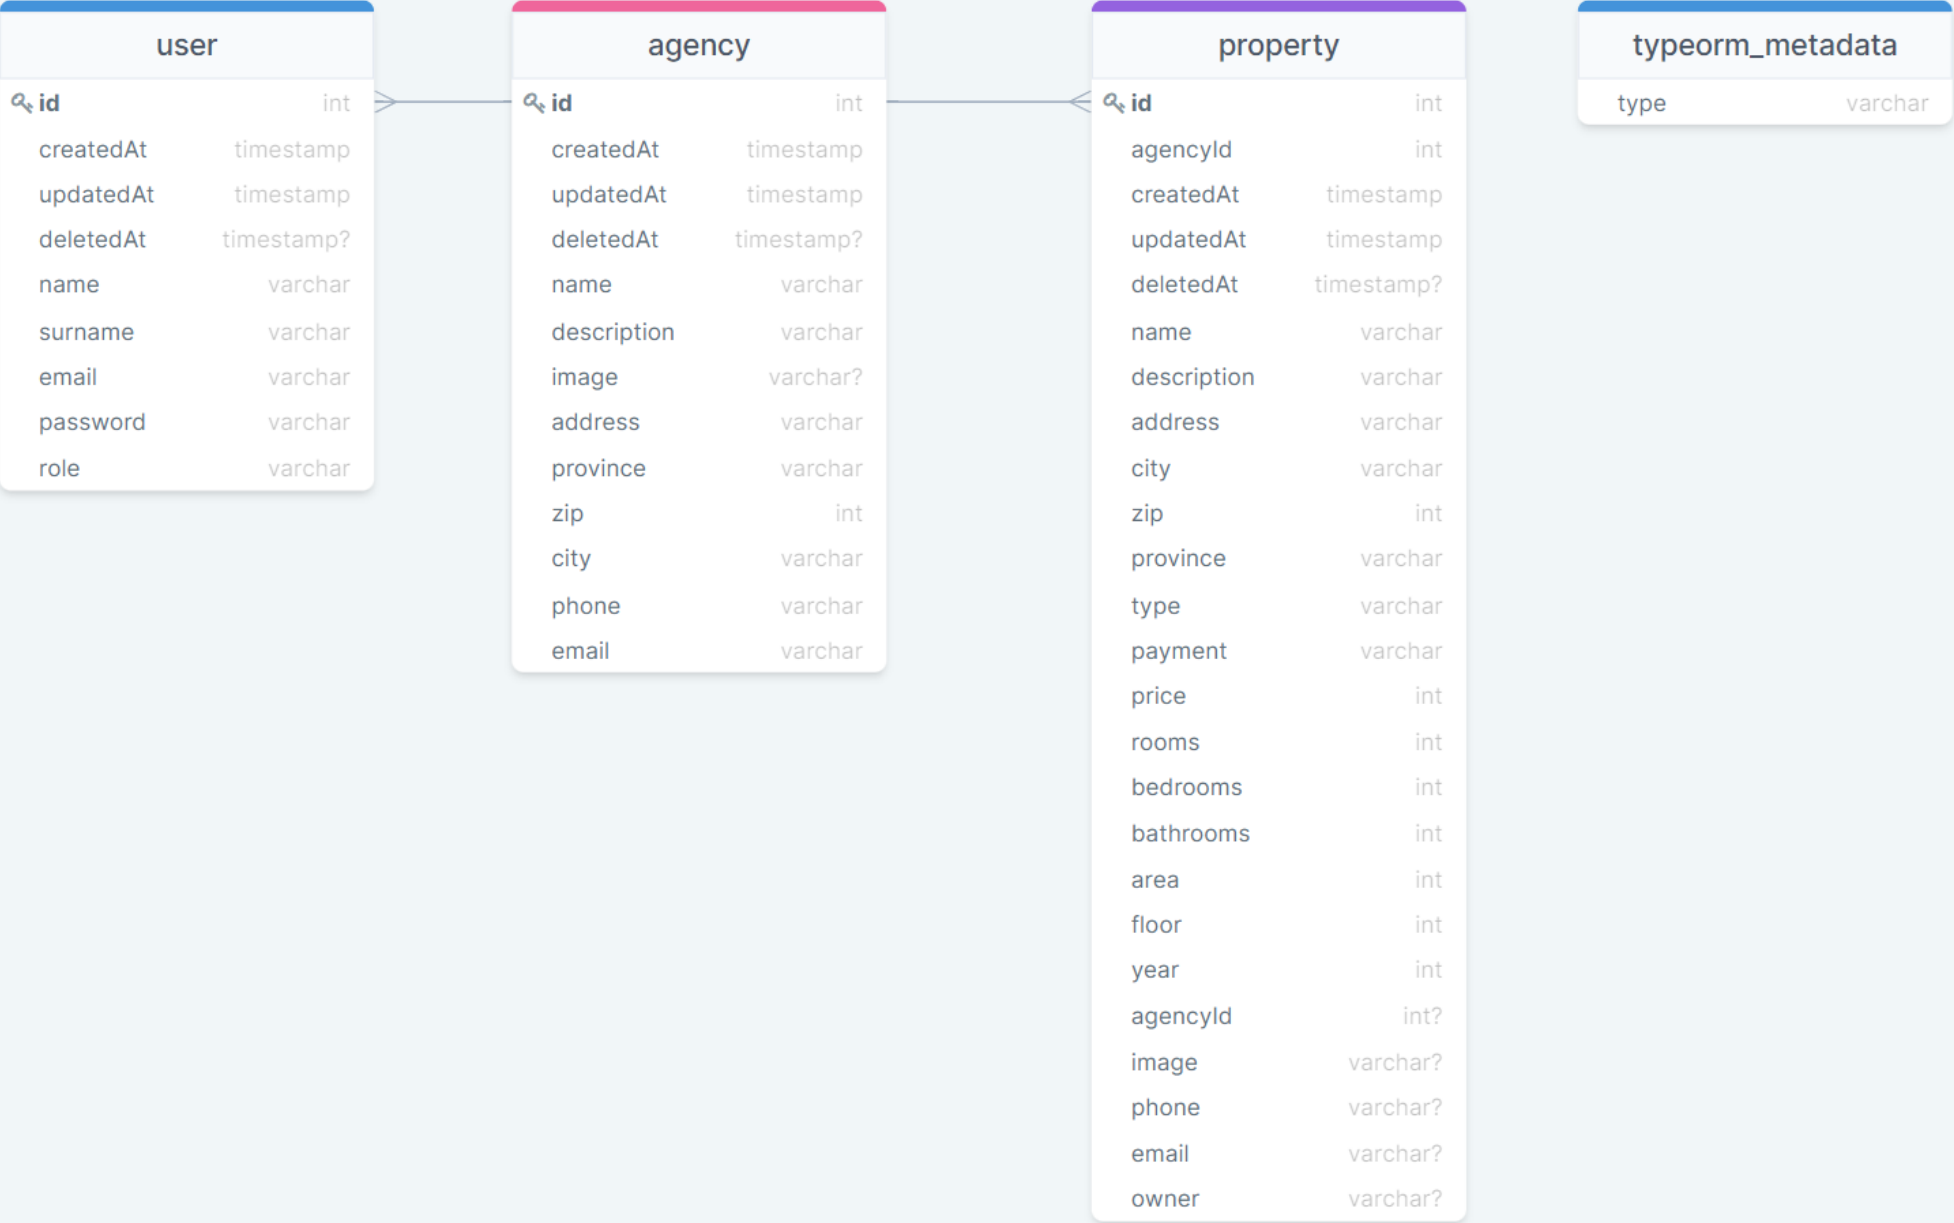 user
id int
createdAt timestamp
updatedAt timestamp
deletedAt timestamp?
name varchar
surname varchar
email varchar
password varchar
role varchar
agency
id int
createdAt timestamp
updatedAt timestamp
deletedAt timestamp?
name varchar
description varchar
image varchar?
address varchar
province varchar
zip int
city varchar
phone varchar
email varchar
property
id int
agencyId int
createdAt timestamp
updatedAt timestamp
deletedAt timestamp?
name varchar
description varchar
address varchar
city varchar
zip int
province varchar
type varchar
payment varchar
price int
rooms int
bedrooms int
bathrooms int
area int
floor int
year int
agencyId int?
image varchar?
phone varchar?
email varchar?
owner varchar?
typeorm_metadata
type varchar